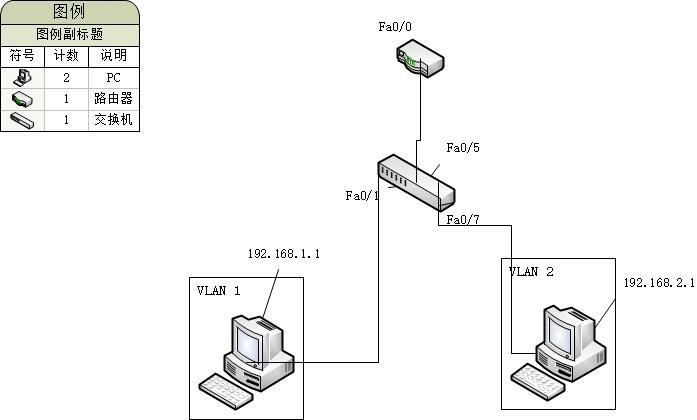 图例
图例副标题
符号 计数 说明
2 PC
1 路由器
1 交换机
Fa0/0
Fa0/5
Fa0/1
Fa0/7
192.168.1.1
VLAN 1
VLAN 2
192.168.2.1